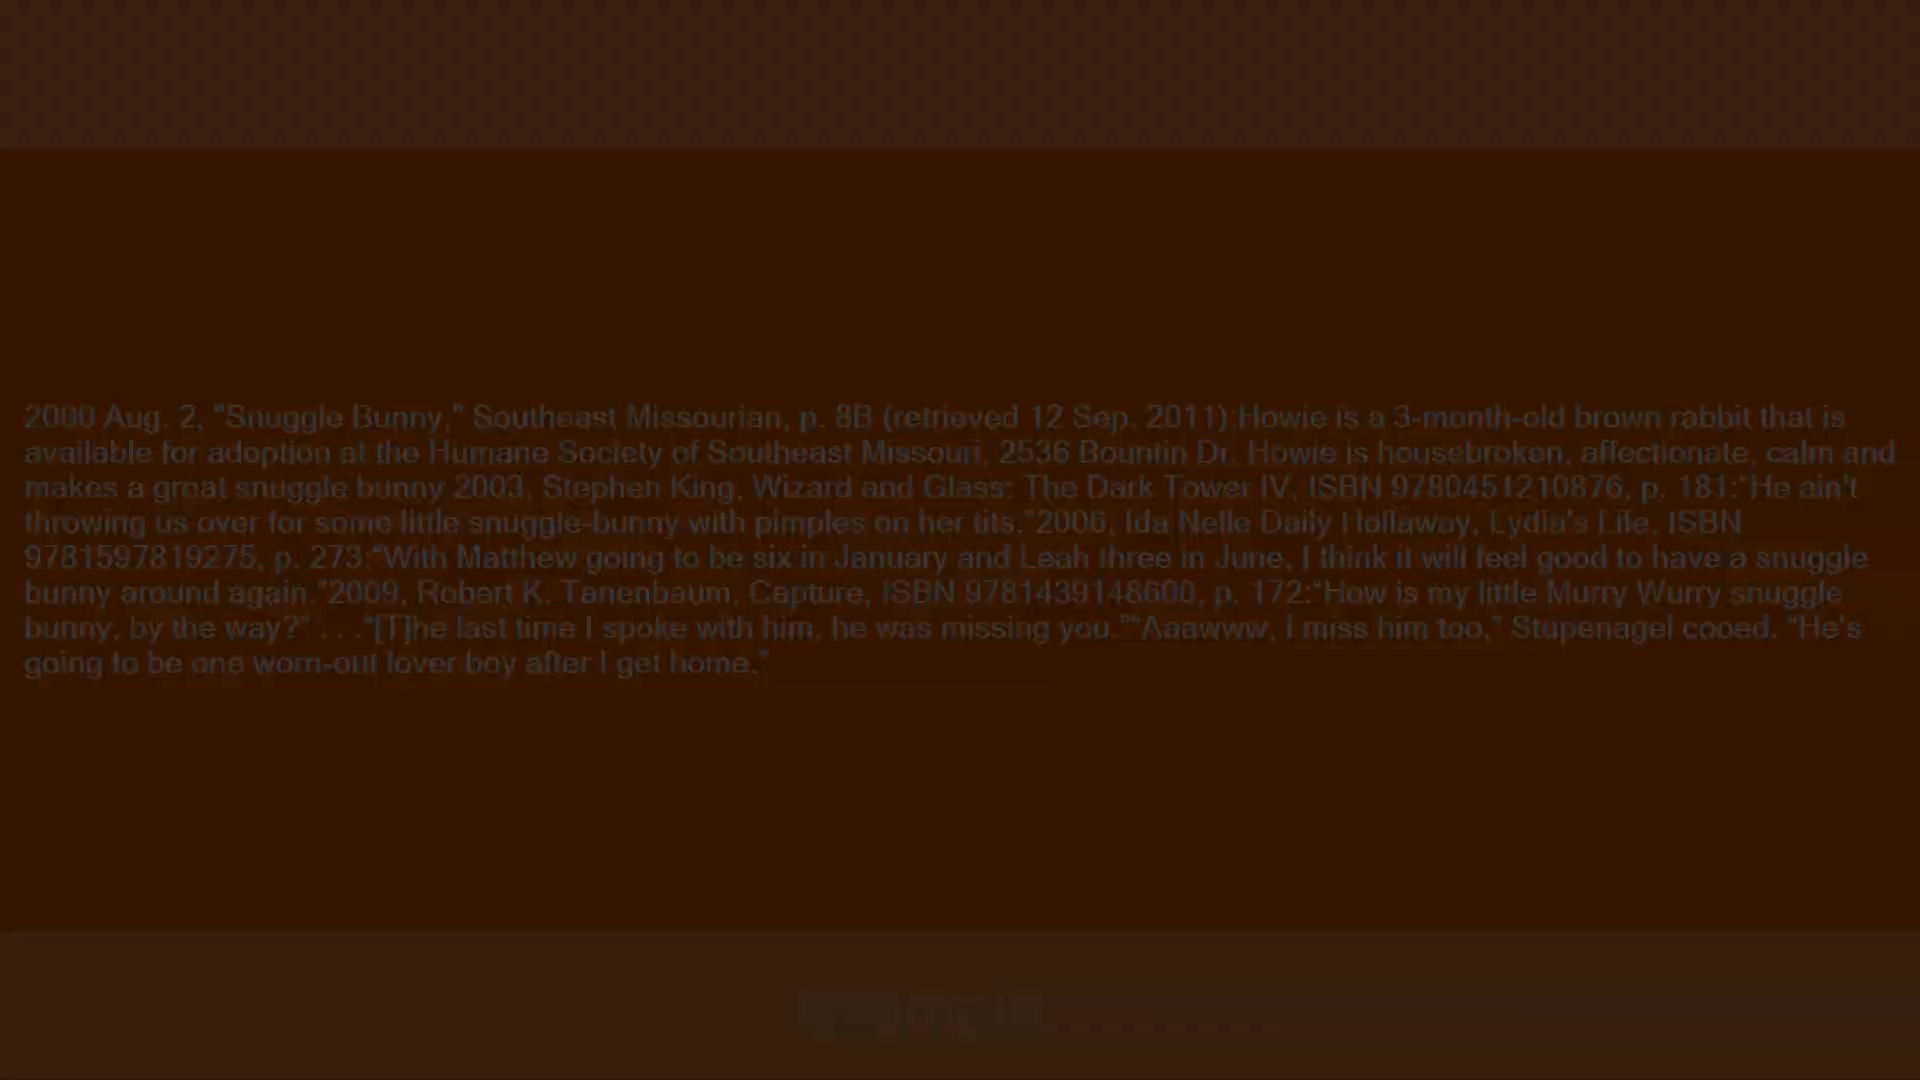 2000 Aug. 2, "Snuggle Bunny," Southeast Missourian, p. 8B (retrieved 12 Sep. 2011):Howie is a 3-month-old brown rabbit that is
available for adoption at the Humane Society of Southeast Missouri, 2536 Bountin Dr. Howie is housebroken, affectionate, calm and
makes a great snuggle bunny 2003, Stephen King, Wizard and Glass: The Dark Tower IV, ISBN 9780451210876, p. 181:“He ain't
throwing us over for some little snuggle-bunny with pimples on her tits.”2006, Ida Nelle Daily Hollaway, Lydia's Life, ISBN
9781597819275, p. 273:“With Matthew going to be six in January and Leah three in June, I think it will feel good to have a snuggle
bunny around again.”2009, Robert K. Tanenbaum, Capture, ISBN 9781439148600, p. 172:“How is my little Murry Wurry snuggle
bunny, by the way?” . . . “[T]he last time I spoke with him, he was missing you.”“Aaawww, I miss him too,” Stupenagel cooed. “He's
going to be one worn-out lover boy after I get home.”